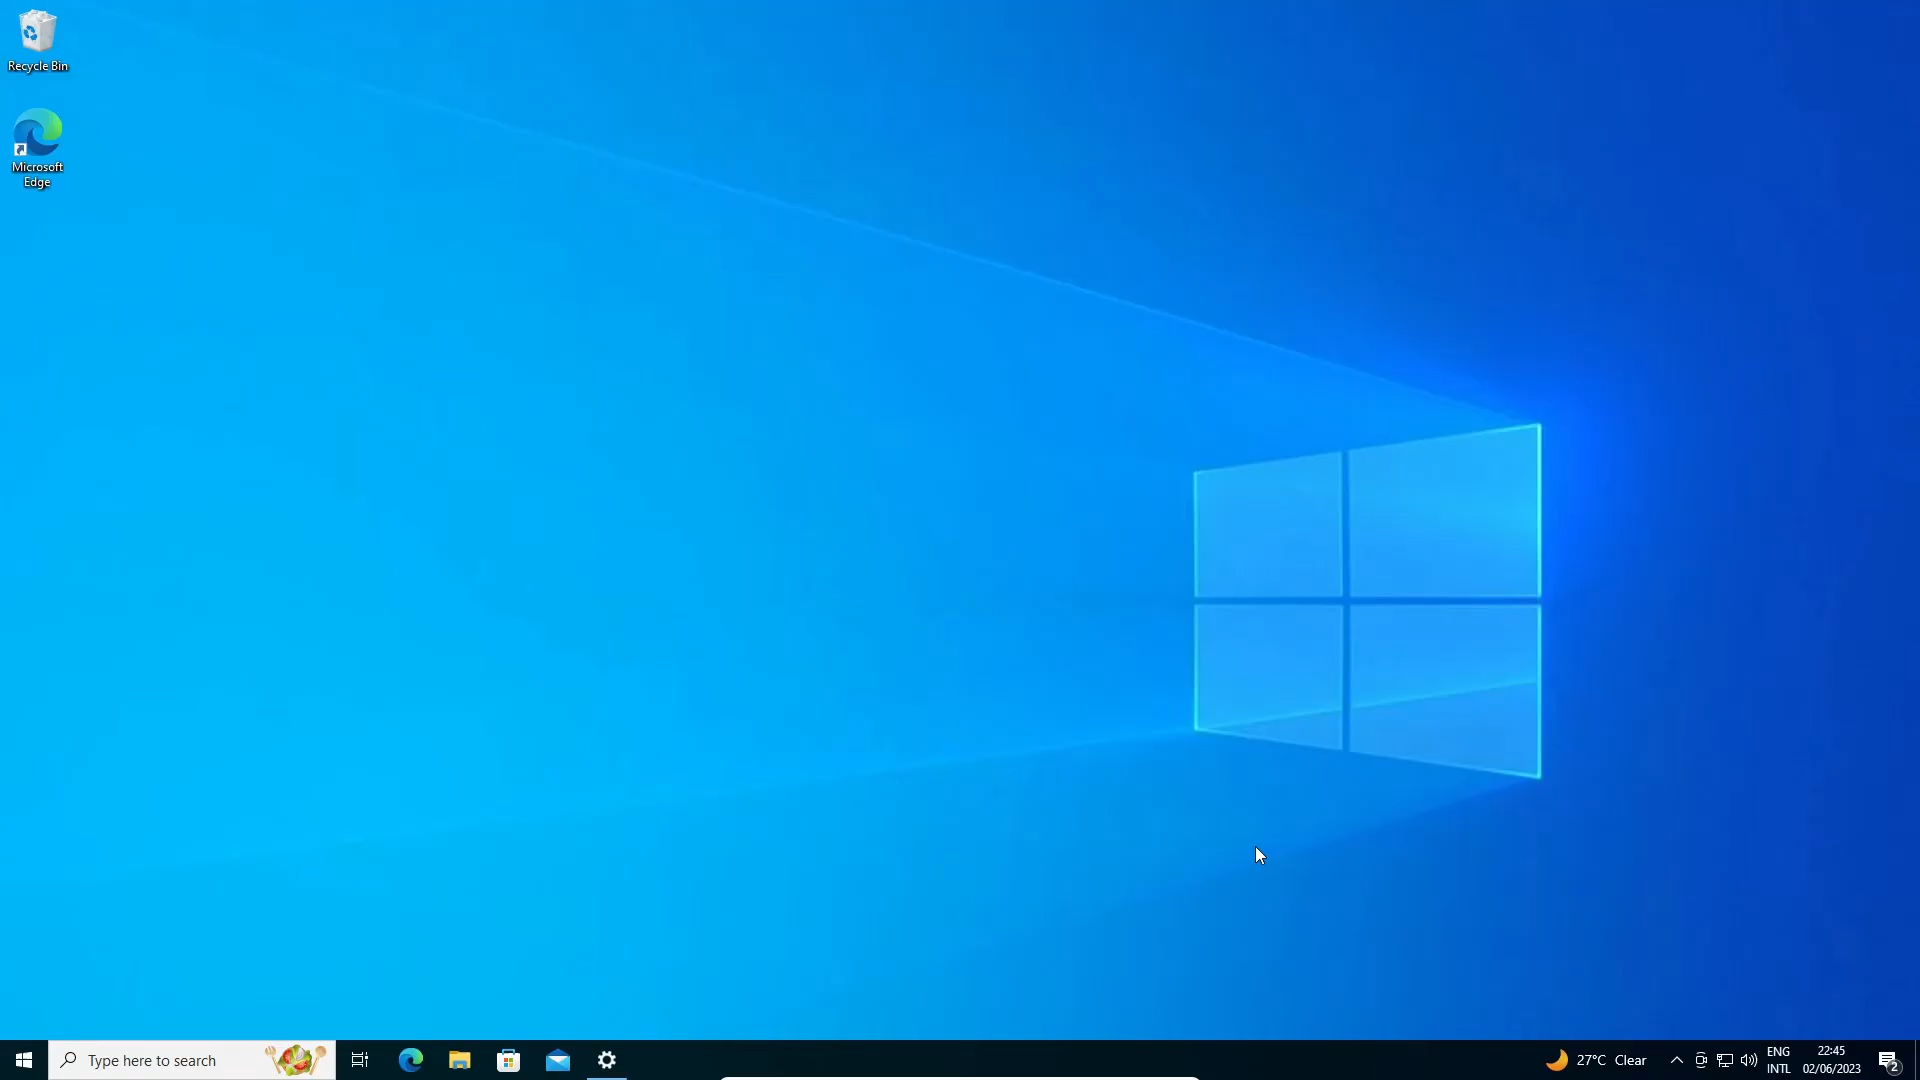 Recycle Bin
Microsoft
Edge
Type here to search
27°C Clear
ENG
INTL
22:45
02/06/2023
2